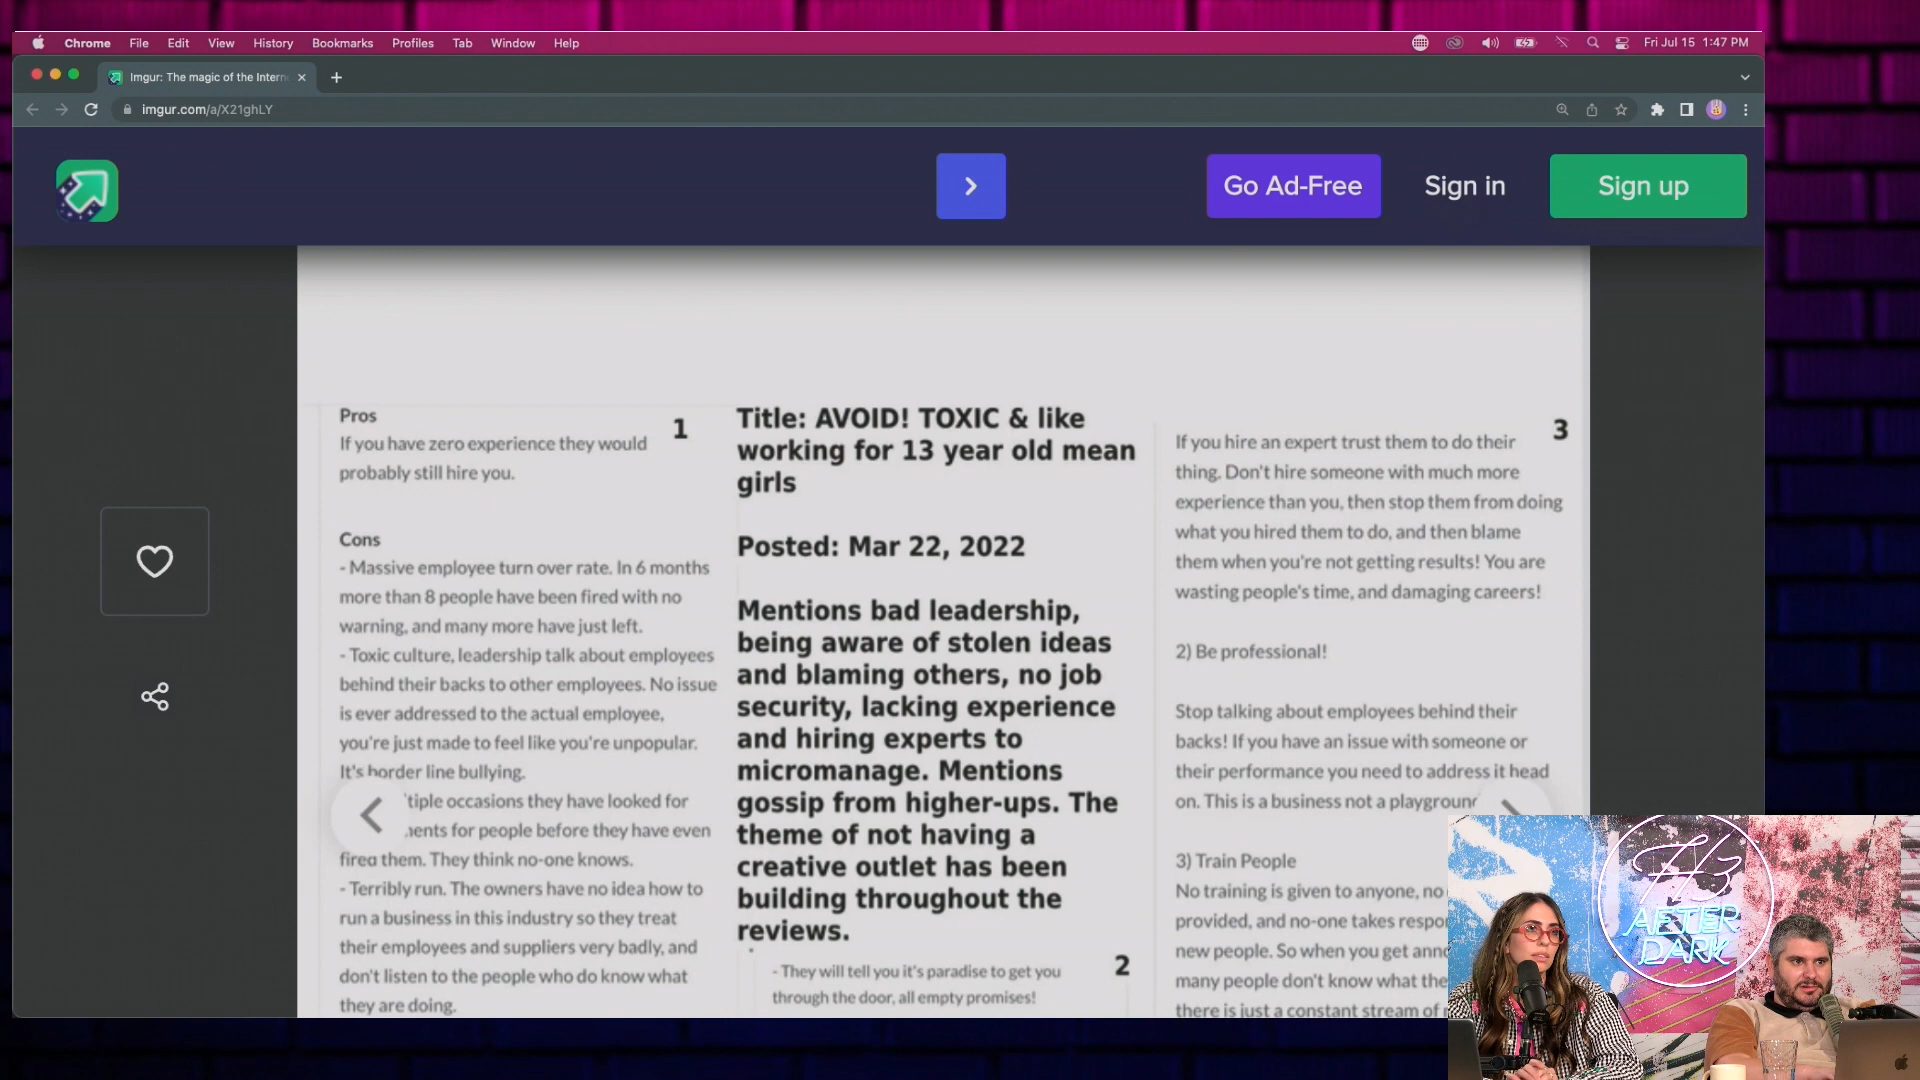 Chrome File Edit View History Bookmarks Profiles Tab Window Help
Fri Jul 15 1:47 PM
Imgur: The magic of the Intern
imgur.com/a/X21ghLY
Go Ad-Free
Sign in
Sign up
Pros
1
If you have zero experience they would
probably still hire you.
Cons
- Massive employee turn over rate. In 6 months
more than 8 people have been fired with no
warning, and many more have just left.
- Toxic culture, leadership talk about employees
behind their backs to other employees. No issue
is ever addressed to the actual employee,
you're just made to feel like you're unpopular.
It's border line bullying.
tiple occasions they have looked for
ents for people before they have even
fired them. They think no-one knows.
- Terribly run. The owners have no idea how to
run a business in this industry so they treat
their employees and suppliers very badly, and
don't listen to the people who do know what
they are doing.
Title: AVOID! TOXIC & like
working for 13 year old mean
girls
Posted: Mar 22, 2022
Mentions bad leadership,
being aware of stolen ideas
and blaming others, no job
security, lacking experience
and hiring experts to
micromanage. Mentions
gossip from higher-ups. The
theme of not having a
creative outlet has been
building throughout the
reviews.
2
- They will tell you it's paradise to get you
through the door, all empty promises!
3
If you hire an expert trust them to do their
thing. Don't hire someone with much more
experience than you, then stop them from doing
what you hired them to do, and then blame
them when you're not getting results! You are
wasting people's time, and damaging careers!
2) Be professional!
Stop talking about employees behind their
backs! If you have an issue with someone or
their performance you need to address it head
on. This is a business not a playground
3) Train People
No training is given to anyone, no
provided, and no-one takes respo
new people. So when you get anno
many people don't know what the
there is just a constant stream of
H3
AFTER
DARK